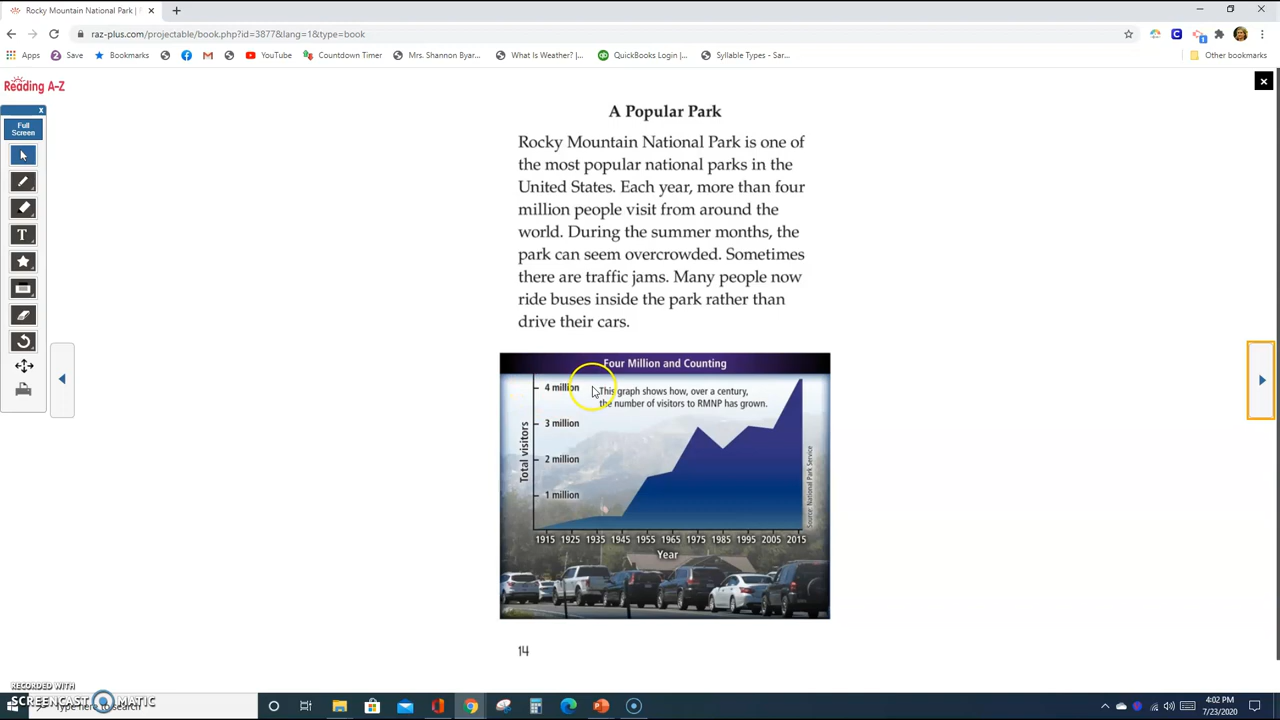 Rocky Mountain National Park |
raz-plus.com/projectable/book.php?id=3877&lang=1&type=book
Apps Save Bookmarks YouTube Countdown Timer Mrs. Shannon Byar... What Is Weather? |... QuickBooks Login |... Syllable Types - Sar... Other bookmarks
Reading A-Z
x
Full
Screen
T
A Popular Park
Rocky Mountain National Park is one of
the most popular national parks in the
United States. Each year, more than four
million people visit from around the
world. During the summer months, the
park can seem overcrowded. Sometimes
there are traffic jams. Many people now
ride buses inside the park rather than
drive their cars.
Four Million and Counting
This graph shows how, over a century,
the number of visitors to RMNP has grown.
4 million
3 million
2 million
1 million
Total visitors
1915 1925 1935 1945 1955 1965 1975 1985 1995 2005 2015
Year
Source: National Park Service
14
RECORDED WITH
SCREENCAST MATIC
Type here to search
4:02 PM
7/23/2020